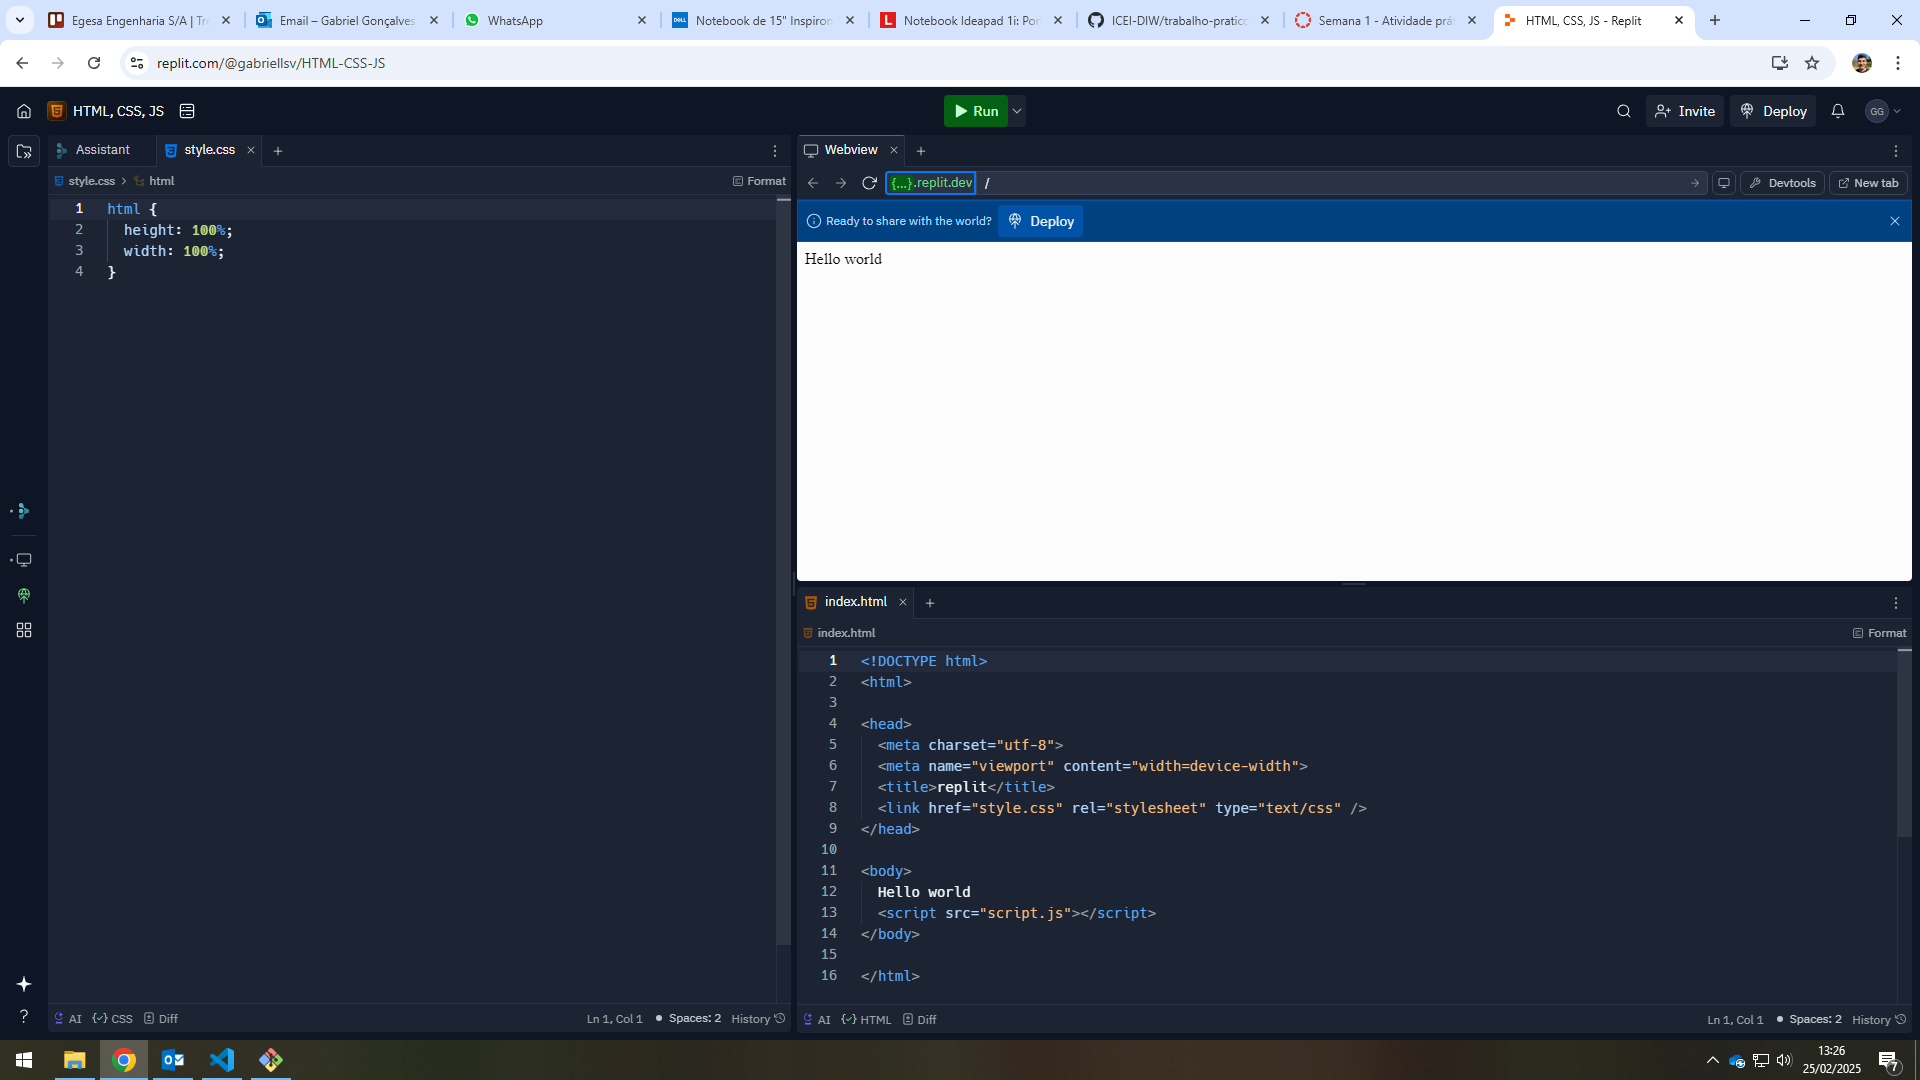 Egesa Engenharia S/A | Tre
Email – Gabriel Gonçalves
WhatsApp
DELL
Notebook de 15" Inspiron
L
Notebook Ideapad 1i: Por
ICEI-DIW/trabalho-pratico
Semana 1 - Atividade prá
HTML, CSS, JS - Replit
replit.com/@gabriellsv/HTML-CSS-JS
HTML, CSS, JS
Run
Invite
Deploy
GG
Assistant
style.css
style.css > html
Format
1 html {
2 height: 100%;
3 width: 100%;
4 }
AI
CSS
Diff
Ln 1, Col 1
Spaces: 2
History
Webview
{...}.replit.dev /
Devtools
New tab
Ready to share with the world?
Deploy
Hello world
index.html
index.html
Format
1 <!DOCTYPE html>
2 <html>
3
4 <head>
5 <meta charset="utf-8">
6 <meta name="viewport" content="width=device-width">
7 <title>replit</title>
8 <link href="style.css" rel="stylesheet" type="text/css" />
9 </head>
10
11 <body>
12 Hello world
13 <script src="script.js"></script>
14 </body>
15
16 </html>
AI
HTML
Diff
Ln 1, Col 1
Spaces: 2
History
13:26
25/02/2025
7